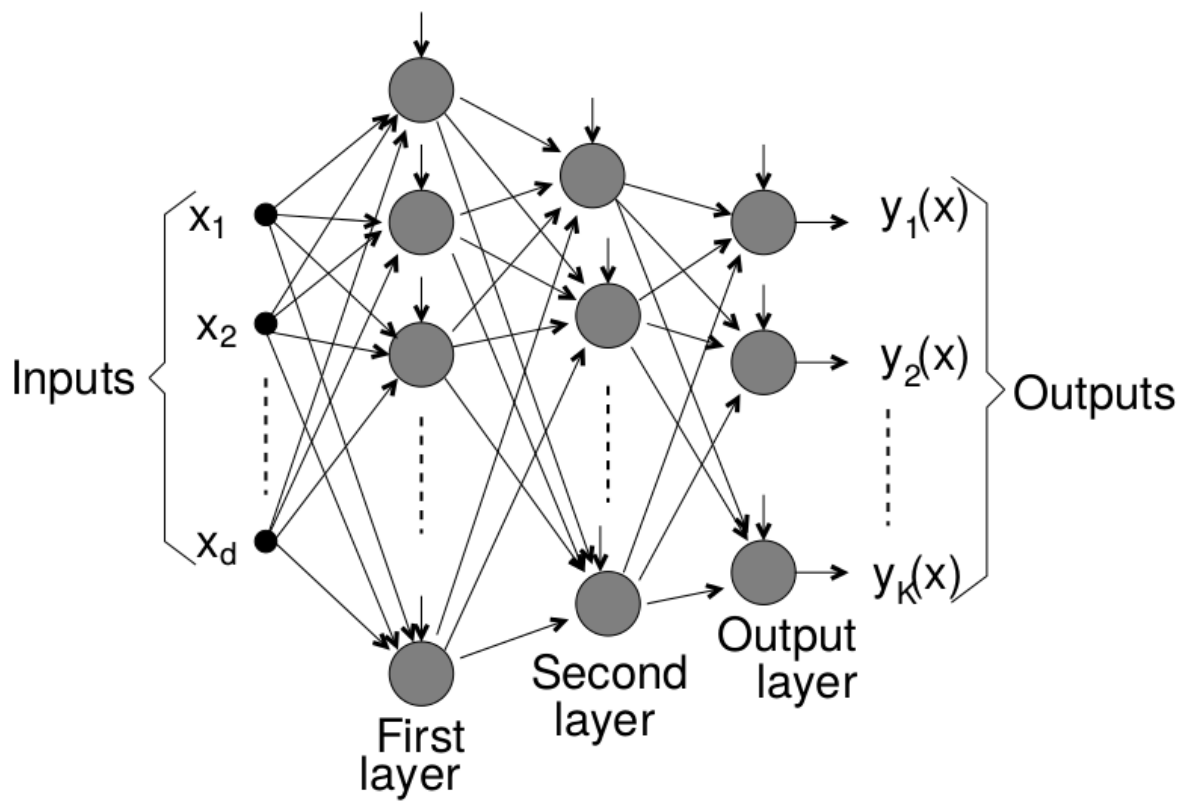 Inputs
x1
x2
xd
First
layer
Second
layer
Output
layer
y1(x)
y2(x)
yK(x)
Outputs